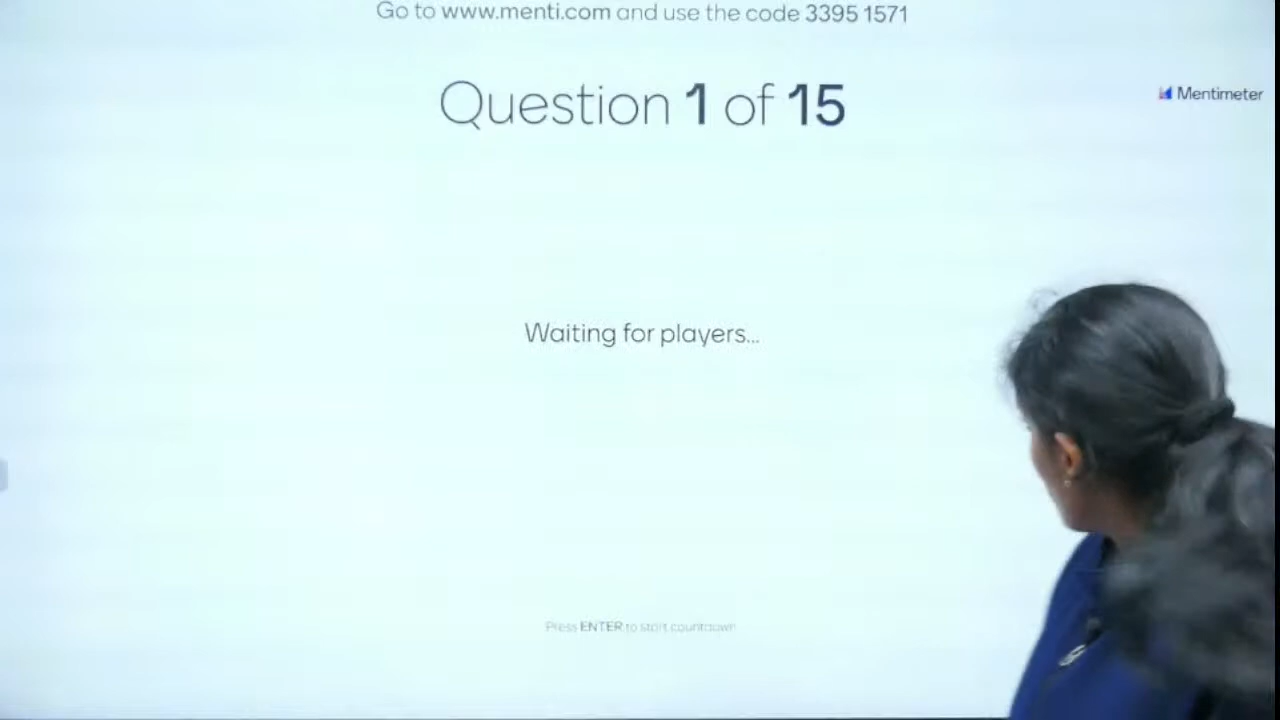 Go to www.menti.com and use the code 3395 1571
Mentimeter
Question 1 of 15
Waiting for players...
Press ENTER to start countdown